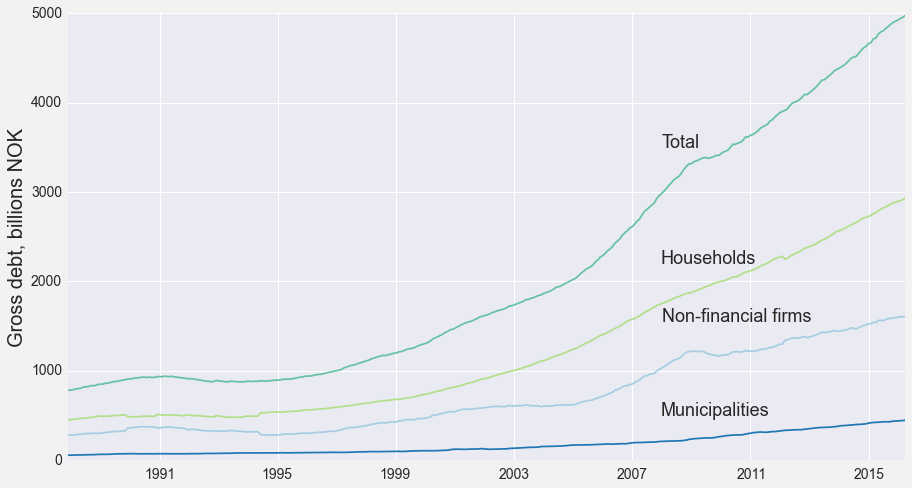 5000
4000
3000
2000
1000
0
Gross debt, billions NOK
Total
Households
Non-financial firms
Municipalities
1991 1995 1999 2003 2007 2011 2015